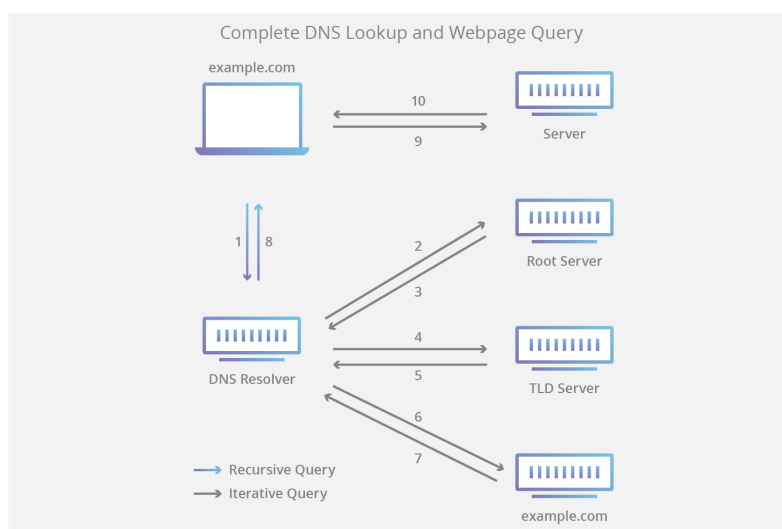 Complete DNS Lookup and Webpage Query
example.com
10
9
Server
1
8
2
3
Root Server
DNS Resolver
4
5
TLD Server
6
7
Recursive Query
Iterative Query
example.com